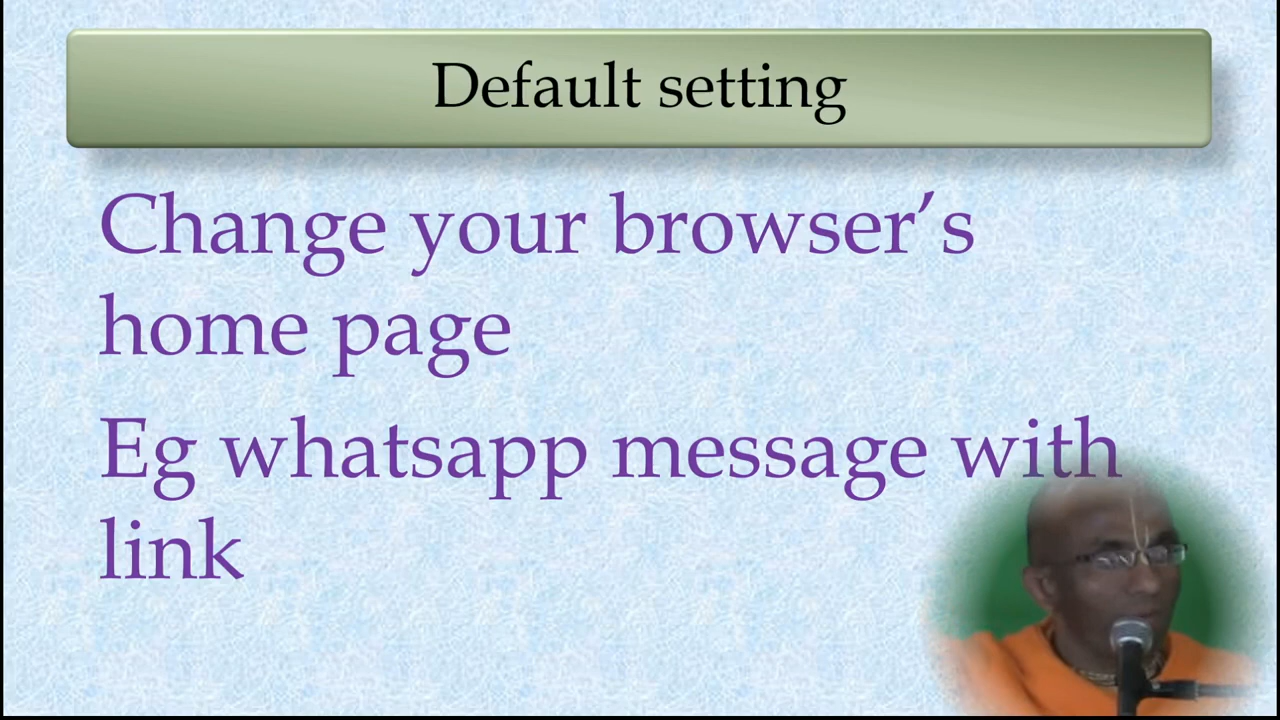 Default setting
Change your browser’s
home page
Eg whatsapp message with
link